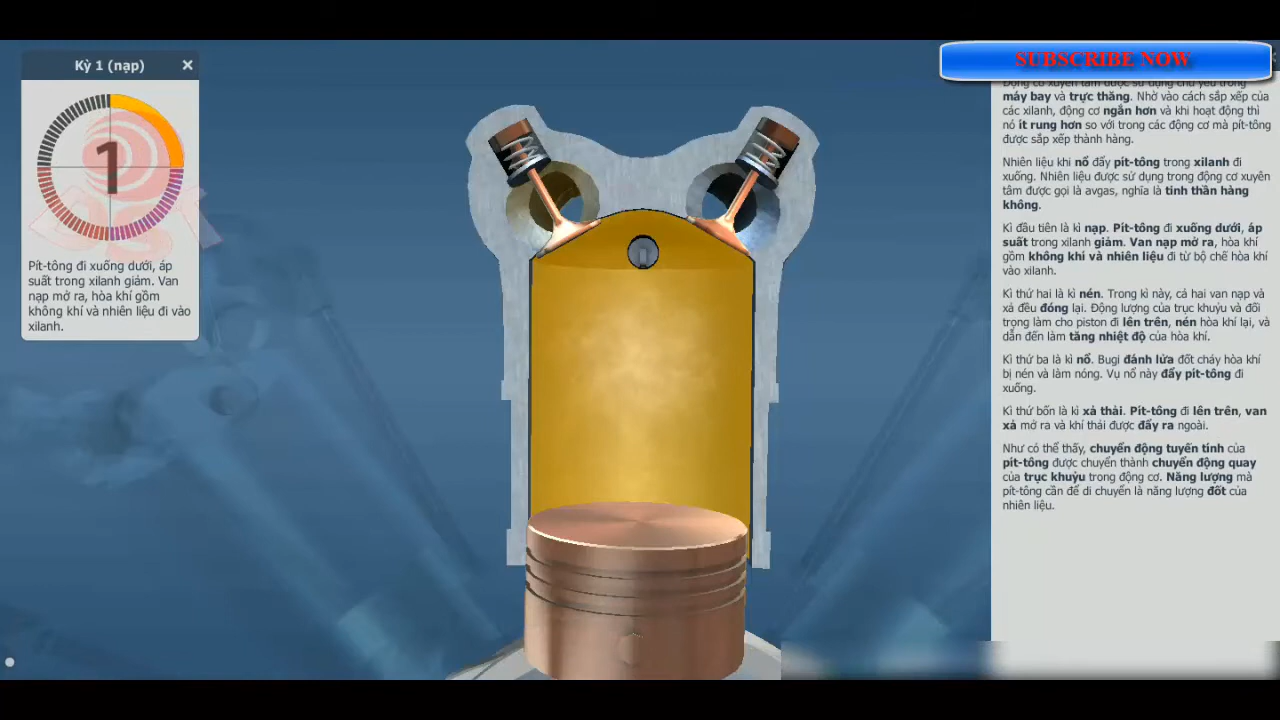 Kỳ 1 (nạp)
1
Pít-tông đi xuống dưới, áp
suất trong xilanh giảm. Van
nạp mở ra, hòa khí gồm
không khí và nhiên liệu đi vào
xilanh.
SUBSCRIBE NOW
máy bay và trực thăng. Nhờ vào cách sắp xếp của
các xilanh, động cơ ngắn hơn và khi hoạt động thì
nó ít rung hơn so với trong các động cơ mà pít-tông
được sắp xếp thành hàng.
Nhiên liệu khi nổ đẩy pit-tông trong xilanh đi
xuống. Nhiên liệu được sử dụng trong động cơ xuyên
tâm được gọi là avgas, nghĩa là tinh thần hàng
không.
Kì đầu tiên là kì nạp. Pít-tông đi xuống dưới, áp
suất trong xilanh giảm. Van nạp mở ra, hòa khí
gồm không khí và nhiên liệu đi từ bộ chế hòa khí
vào xilanh.
Kì thứ hai là kì nén. Trong kì này, cả hai van nạp và
xả đều đóng lại. Động lượng của trục khuỷu và đối
trọng làm cho piston đi lên trên, nén hòa khí lại, và
dẫn đến làm tăng nhiệt độ của hòa khí.
Kì thứ ba là kì nổ. Bugi đánh lửa đốt cháy hòa khí
bị nén và làm nóng. Vụ nổ này đẩy pít-tông đi
xuống.
Kì thứ bốn là kì xả thải. Pít-tông đi lên trên, van
xả mở ra và khí thải được đẩy ra ngoài.
Như có thể thấy, chuyển động tuyến tính của
pít-tông được chuyển thành chuyển động quay
của trục khuỷu trong động cơ. Năng lượng mà
pít-tông cần để di chuyển là năng lượng đốt của
nhiên liệu.